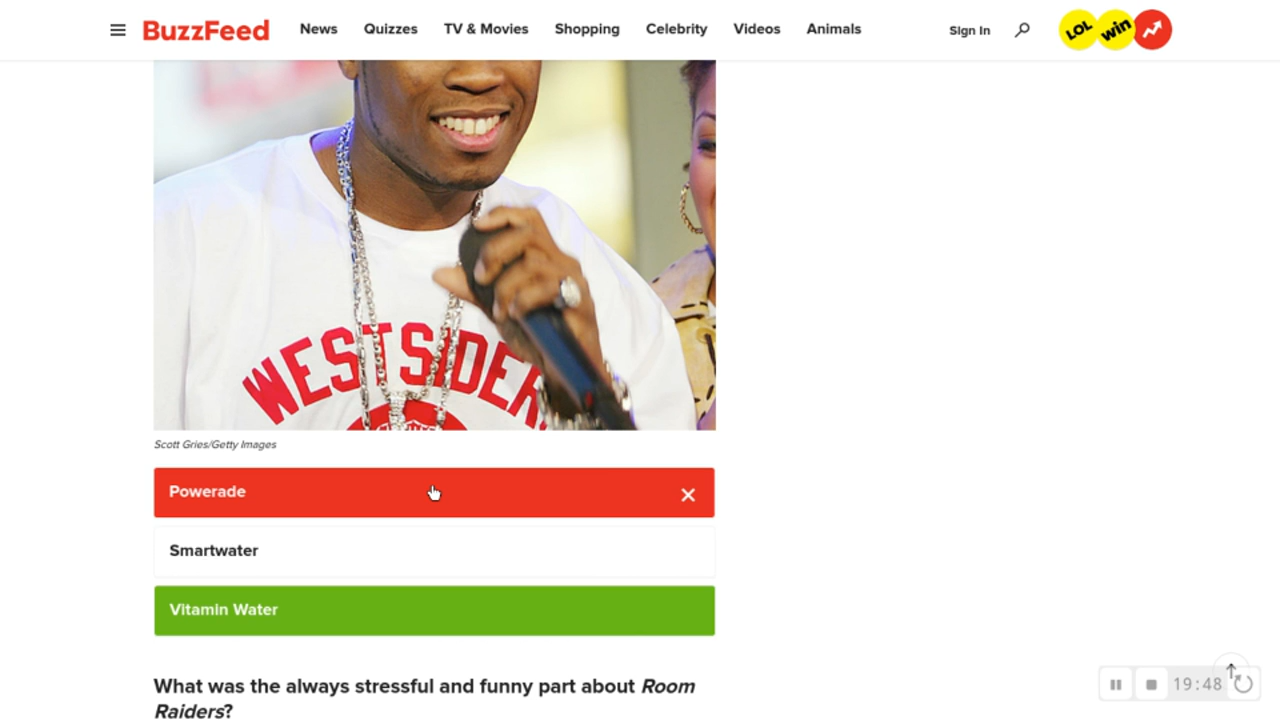 BuzzFeed News Quizzes TV & Movies Shopping Celebrity Videos Animals Sign In LOL win
WESTSIDER
Scott Gries/Getty Images
Powerade
Smartwater
Vitamin Water
What was the always stressful and funny part about Room
Raiders?
19:48